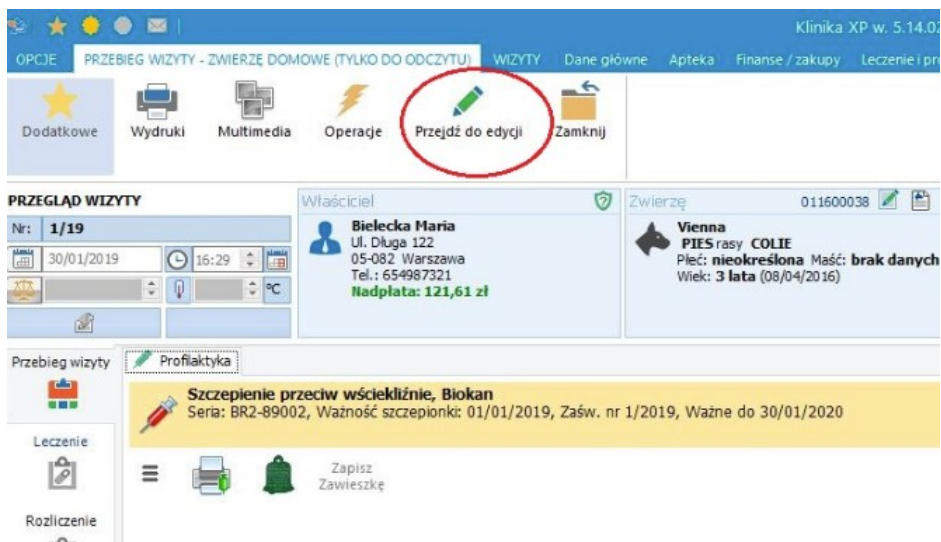 Klinika XP w. 5.14.02
OPCJE PRZEBIEG WIZYTY - ZWIERZĘ DOMOWE (TYLKO DO ODCZYTU) WIZYTY Dane główne Apteka Finanse / zakupy Leczenie i pro
Dodatkowe Wydruki Multimedia Operacje Przejdź do edycji Zamknij
PRZEGLĄD WIZYTY
Nr: 1/19
30/01/2019 16:29
°C
Właściciel
Bielecka Maria
Ul. Długa 122
05-082 Warszawa
Tel.: 654987321
Nadpłata: 121,61 zł
Zwierzę 011600038
Vienna
PIES rasy COLIE
Płeć: nieokreślona Maść: brak danych
Wiek: 3 lata (08/04/2016)
Przebieg wizyty
Profilaktyka
Szczepienie przeciw wściekliźnie, Biokan
Seria: BR2-89002, Ważność szczepionki: 01/01/2019, Zaśw. nr 1/2019, Ważne do 30/01/2020
Leczenie
Zapisz
Zawieszkę
Rozliczenie